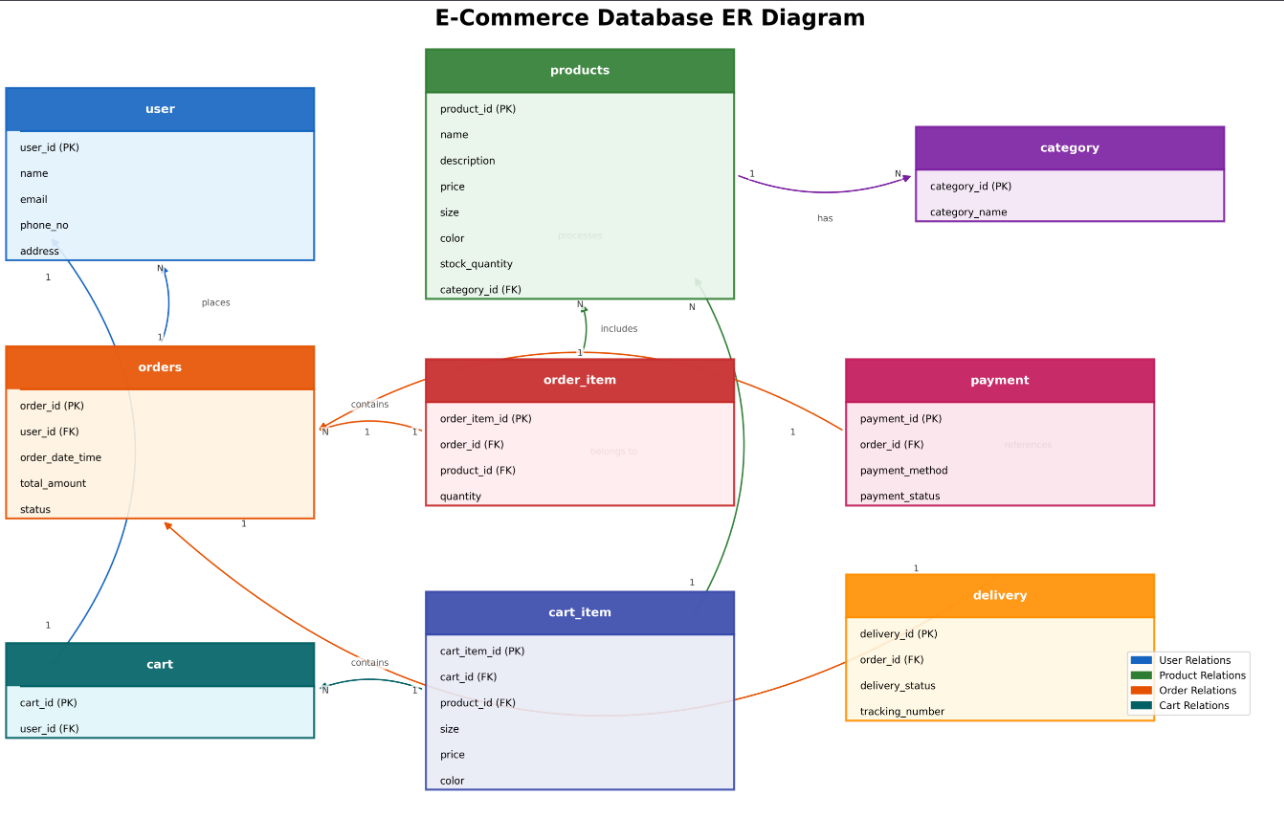 E-Commerce Database ER Diagram
user
user_id (PK)
name
email
phone_no
address
products
product_id (PK)
name
description
price
size
color
processes
stock_quantity
category_id (FK)
category
category_id (PK)
category_name
1
N
has
1
N
places
1
N
includes
1
N
orders
order_id (PK)
user_id (FK)
order_date_time
total_amount
status
contains
N
1
1
order_item
order_item_id (PK)
order_id (FK)
belongs to
product_id (FK)
quantity
1
payment
payment_id (PK)
order_id (FK)
references
payment_method
payment_status
1
1
1
1
cart
cart_id (PK)
user_id (FK)
contains
N
1
cart_item
cart_item_id (PK)
cart_id (FK)
product_id (FK)
size
price
color
delivery
delivery_id (PK)
order_id (FK)
delivery_status
tracking_number
User Relations
Product Relations
Order Relations
Cart Relations